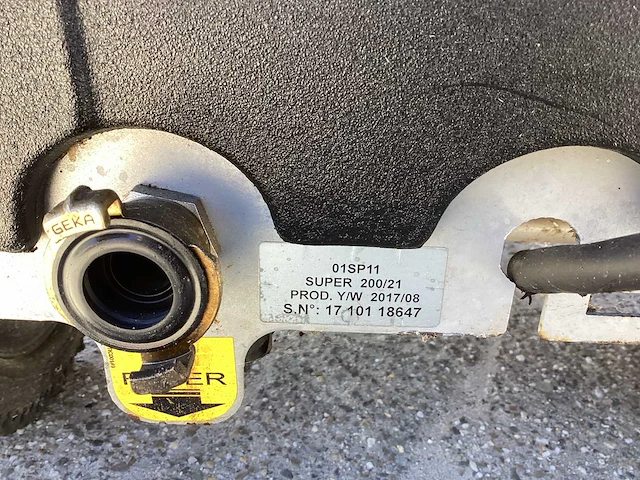 GEKA
01SP11
SUPER 200/21
PROD. Y/W 2017/08
S.N°: 17 101 18647